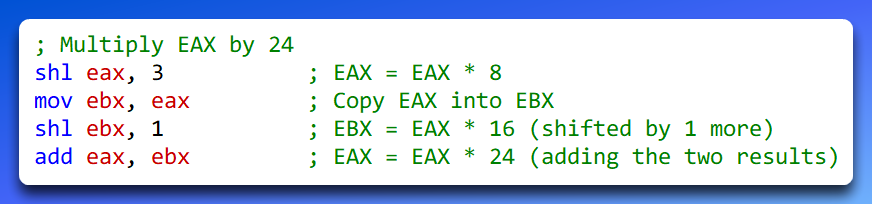 ; Multiply EAX by 24
shl eax, 3 ; EAX = EAX * 8
mov ebx, eax ; Copy EAX into EBX
shl ebx, 1 ; EBX = EAX * 16 (shifted by 1 more)
add eax, ebx ; EAX = EAX * 24 (adding the two results)